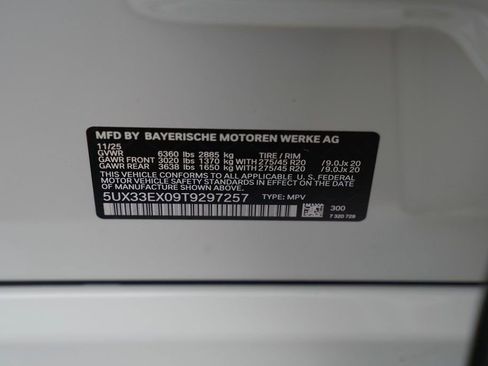 MFD BY BAYERISCHE MOTOREN WERKE AG
11/25
GVWR 6360 lbs 2885 kg TIRE / RIM
GAWR FRONT 3020 lbs 1370 kg WITH 275/45 R20 / 9.0Jx 20
GAWR REAR 3638 lbs 1650 kg WITH 275/45 R20 / 9.0Jx 20
THIS VEHICLE CONFORMS TO ALL APPLICABLE U. S. FEDERAL
MOTOR VEHICLE SAFETY STANDARDS IN EFFECT ON THE
DATE OF MANUFACTURE SHOWN ABOVE.
5UX33EX09T9297257 TYPE: MPV
300
7 320 728